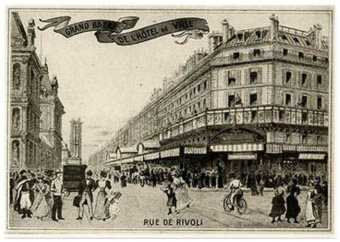 GRAND BAZAR
DE L'HÔTEL DE VILLE
RUE DE RIVOLI